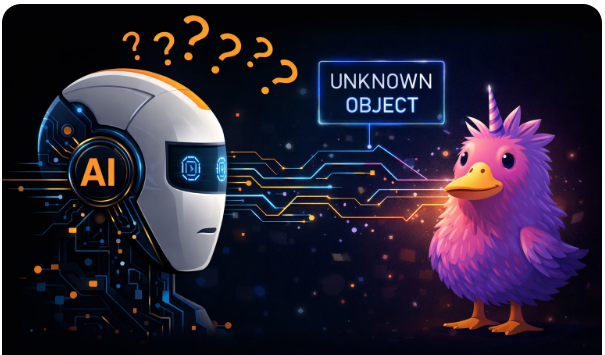 ? ? ? ? ? ?
UNKNOWN
OBJECT
AI